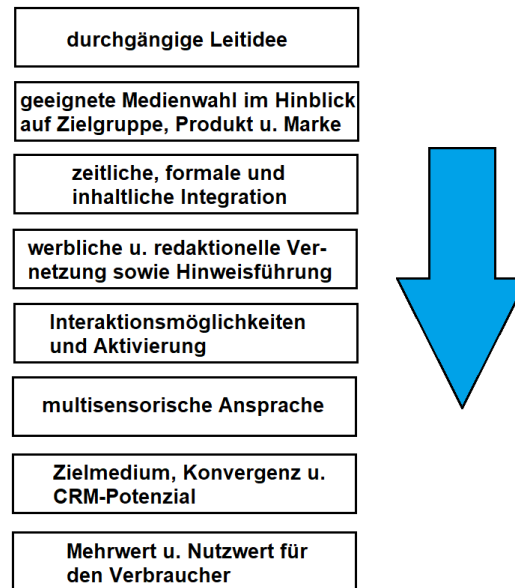 durchgängige Leitidee
geeignete Medienwahl im Hinblick
auf Zielgruppe, Produkt u. Marke
zeitliche, formale und
inhaltliche Integration
werbliche u. redaktionelle Ver-
netzung sowie Hinweisführung
Interaktionsmöglichkeiten
und Aktivierung
multisensorische Ansprache
Zielmedium, Konvergenz u.
CRM-Potenzial
Mehrwert u. Nutzwert für
den Verbraucher